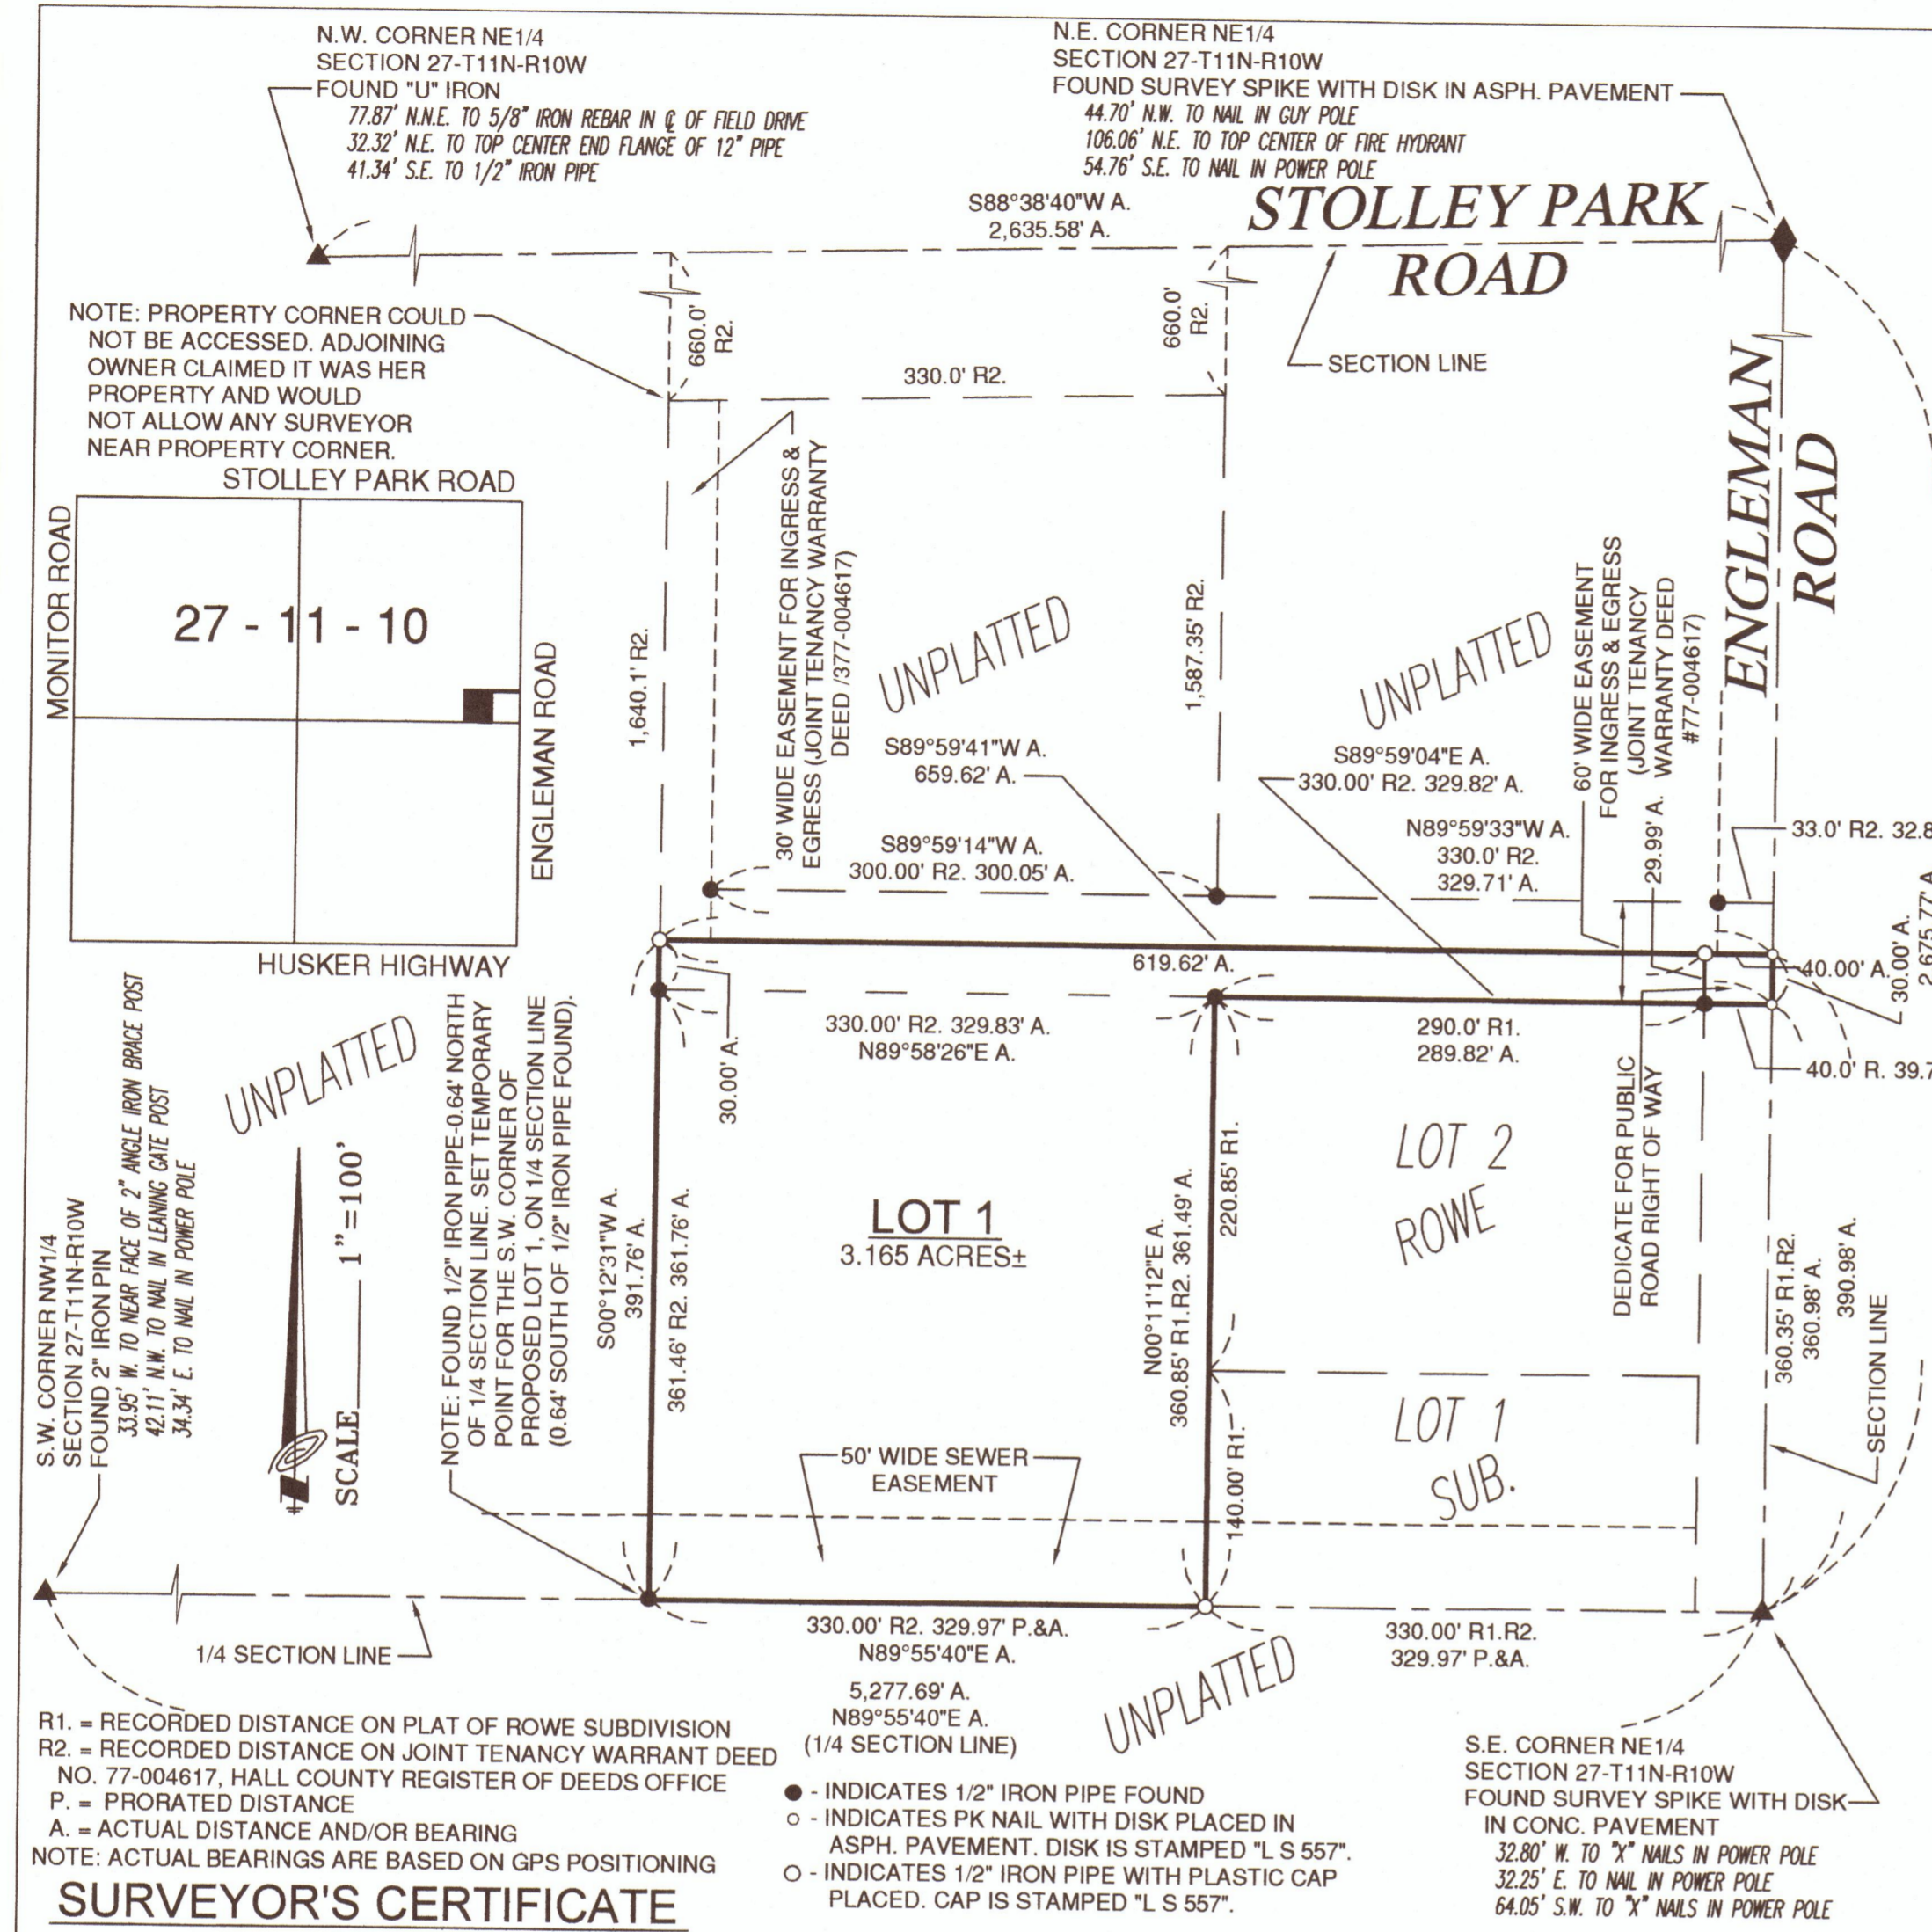 N.W. CORNER NE1/4
SECTION 27-T11N-R10W
FOUND "U" IRON
77.87' N.N.E. TO 5/8" IRON REBAR IN ℄ OF FIELD DRIVE
32.32' N.E. TO TOP CENTER END FLANGE OF 12" PIPE
41.34' S.E. TO 1/2" IRON PIPE
N.E. CORNER NE1/4
SECTION 27-T11N-R10W
FOUND SURVEY SPIKE WITH DISK IN ASPH. PAVEMENT
44.70' N.W. TO NAIL IN GUY POLE
106.06' N.E. TO TOP CENTER OF FIRE HYDRANT
54.76' S.E. TO NAIL IN POWER POLE
S88°38'40"W A.
2,635.58' A.
STOLLEY PARK
ROAD
SECTION LINE
NOTE: PROPERTY CORNER COULD
NOT BE ACCESSED. ADJOINING
OWNER CLAIMED IT WAS HER
PROPERTY AND WOULD
NOT ALLOW ANY SURVEYOR
NEAR PROPERTY CORNER.
660.0'
R2.
660.0'
R2.
330.0' R2.
ENGLEMAN
ROAD
STOLLEY PARK ROAD
MONITOR ROAD
27 - 11 - 10
ENGLEMAN ROAD
HUSKER HIGHWAY
1,640.1' R2.
30' WIDE EASEMENT FOR INGRESS &
EGRESS (JOINT TENANCY WARRANTY
DEED /377-004617)
UNPLATTED
1,587.35' R2.
UNPLATTED
60' WIDE EASEMENT
FOR INGRESS & EGRESS
(JOINT TENANCY
WARRANTY DEED
#77-004617)
S89°59'41"W A.
659.62' A.
S89°59'04"E A.
330.00' R2. 329.82' A.
S89°59'14"W A.
300.00' R2. 300.05' A.
N89°59'33"W A.
330.0' R2.
329.71' A.
29.99' A.
33.0' R2. 32.8
619.62' A.
40.00' A.
30.00' A.
2,675.77' A.
330.00' R2. 329.83' A.
N89°58'26"E A.
290.0' R1.
289.82' A.
40.0' R. 39.7
30.00' A.
DEDICATE FOR PUBLIC
ROAD RIGHT OF WAY
UNPLATTED
SCALE 1"=100'
S.W. CORNER NW1/4
SECTION 27-T11N-R10W
FOUND 2" IRON PIN
33.95' W. TO NEAR FACE OF 2" ANGLE IRON BRACE POST
42.11' N.W. TO NAIL IN LEANING GATE POST
34.34' E. TO NAIL IN POWER POLE
NOTE: FOUND 1/2" IRON PIPE-0.64' NORTH
OF 1/4 SECTION LINE. SET TEMPORARY
POINT FOR THE S.W. CORNER OF
PROPOSED LOT 1, ON 1/4 SECTION LINE
(0.64' SOUTH OF 1/2" IRON PIPE FOUND).
S00°12'31"W A.
391.76' A.
361.46' R2. 361.76' A.
LOT 1
3.165 ACRES±
N00°11'12"E A.
360.85' R1.R2. 361.49' A.
220.85' R1.
140.00' R1.
LOT 2
ROWE
LOT 1
SUB.
360.35' R1.R2.
360.98' A.
390.98' A.
SECTION LINE
50' WIDE SEWER
EASEMENT
1/4 SECTION LINE
330.00' R2. 329.97' P.&A.
N89°55'40"E A.
5,277.69' A.
N89°55'40"E A.
(1/4 SECTION LINE)
UNPLATTED
330.00' R1.R2.
329.97' P.&A.
R1. = RECORDED DISTANCE ON PLAT OF ROWE SUBDIVISION
R2. = RECORDED DISTANCE ON JOINT TENANCY WARRANT DEED
NO. 77-004617, HALL COUNTY REGISTER OF DEEDS OFFICE
P. = PRORATED DISTANCE
A. = ACTUAL DISTANCE AND/OR BEARING
NOTE: ACTUAL BEARINGS ARE BASED ON GPS POSITIONING
SURVEYOR'S CERTIFICATE
- INDICATES 1/2" IRON PIPE FOUND
- INDICATES PK NAIL WITH DISK PLACED IN
ASPH. PAVEMENT. DISK IS STAMPED "L S 557".
- INDICATES 1/2" IRON PIPE WITH PLASTIC CAP
PLACED. CAP IS STAMPED "L S 557".
S.E. CORNER NE1/4
SECTION 27-T11N-R10W
FOUND SURVEY SPIKE WITH DISK
IN CONC. PAVEMENT
32.80' W. TO "X" NAILS IN POWER POLE
32.25' E. TO NAIL IN POWER POLE
64.05' S.W. TO "X" NAILS IN POWER POLE